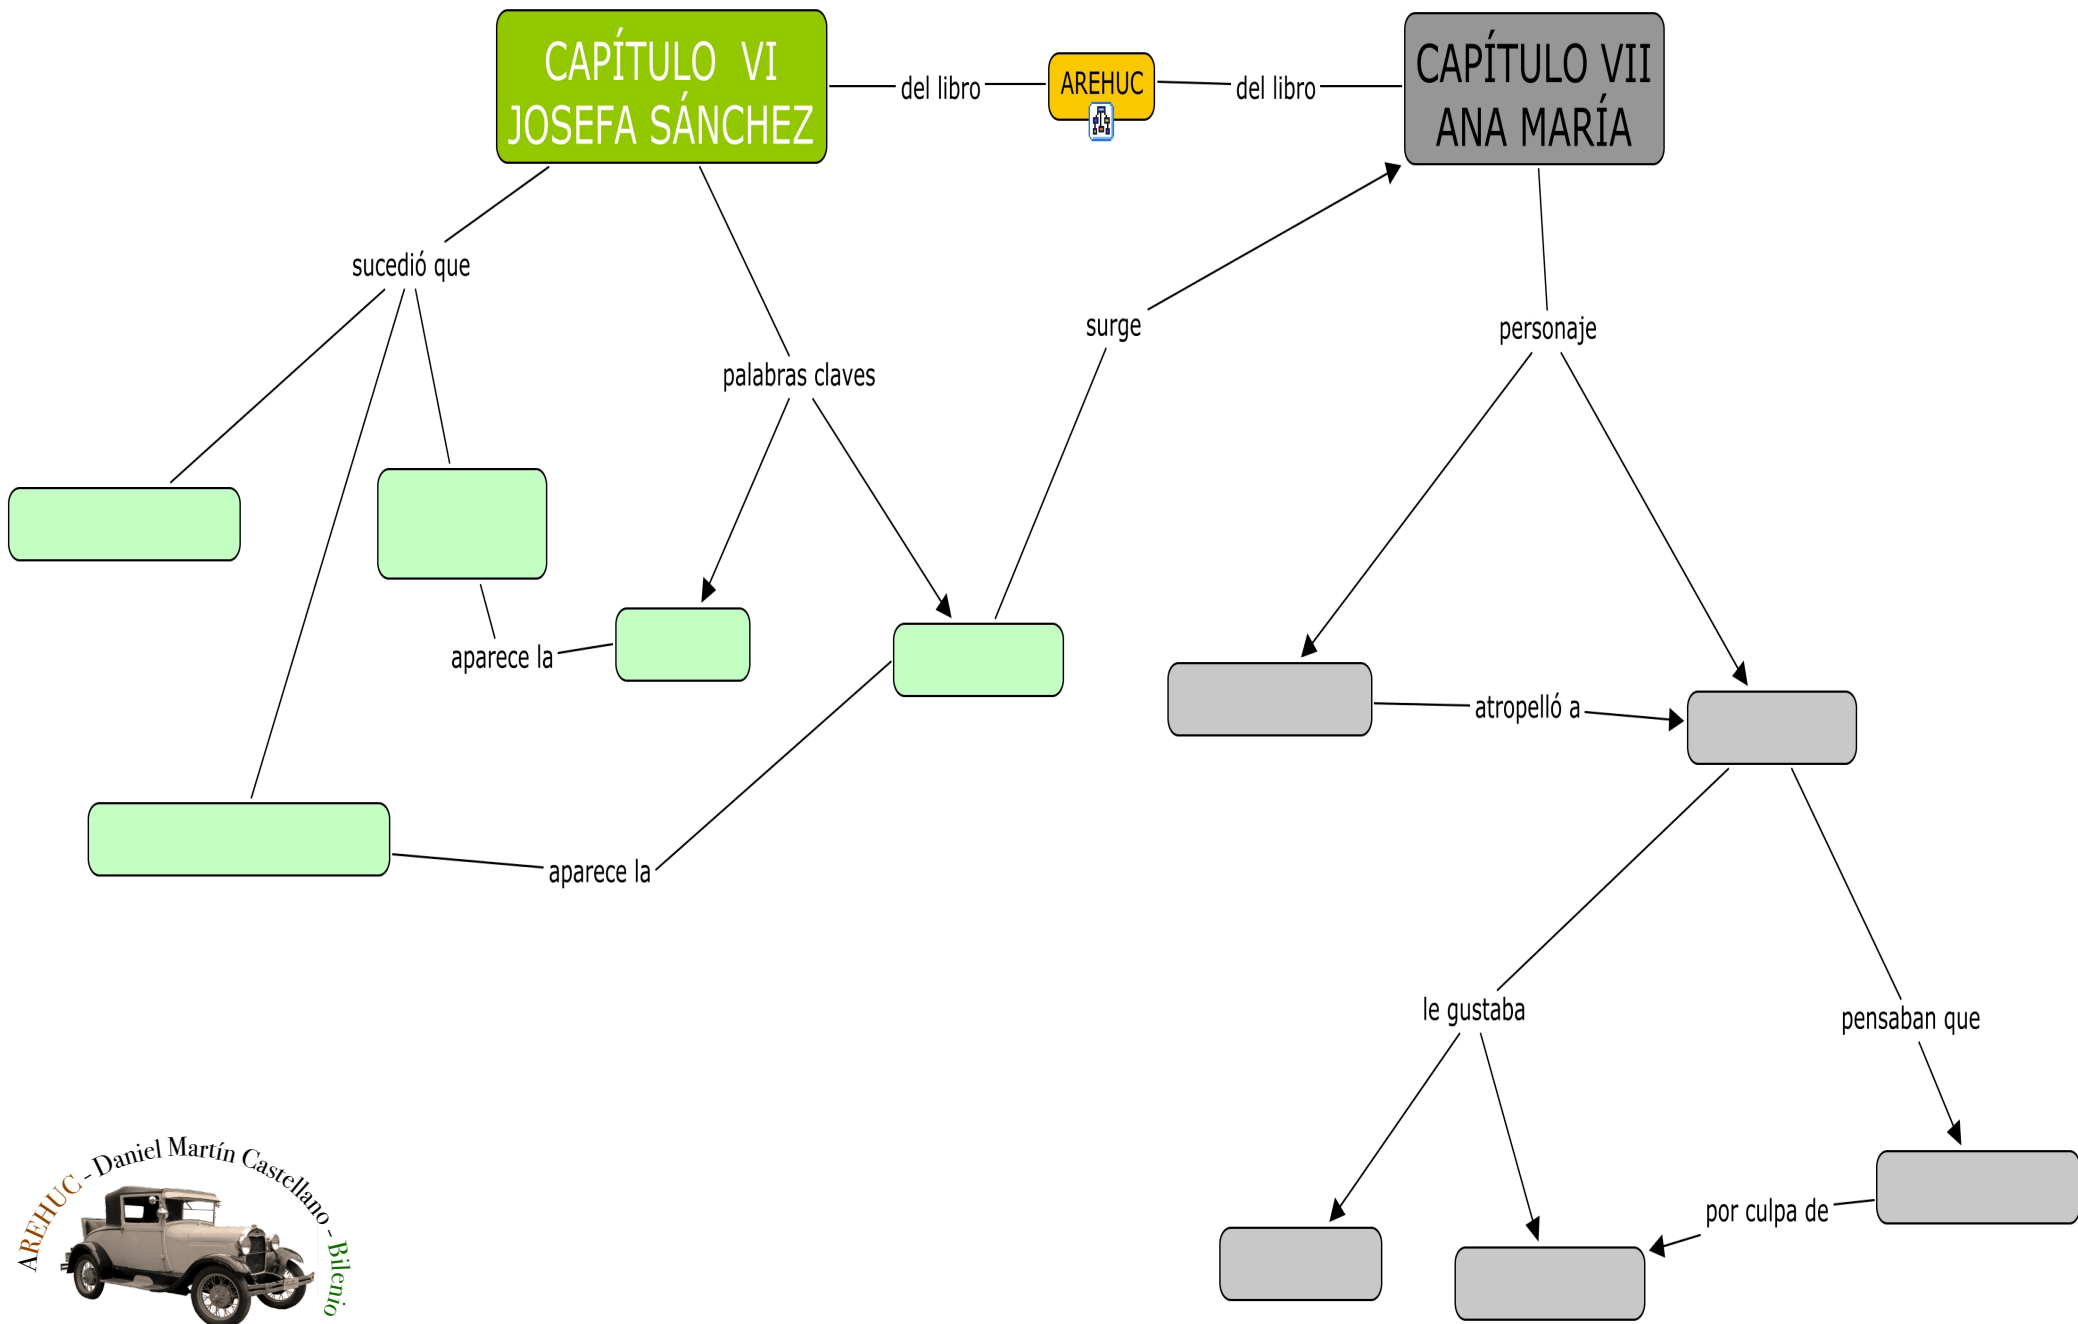 CAPÍTULO VI
JOSEFA SÁNCHEZ
del libro
AREHUC
del libro
CAPÍTULO VII
ANA MARÍA
sucedió que
palabras claves
surge
personaje
aparece la
atropelló a
aparece la
le gustaba
pensaban que
por culpa de
AREHUC - Daniel Martín Castellano - Bilenio